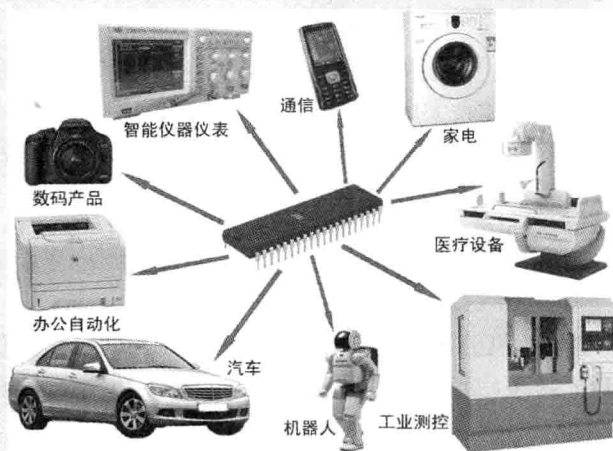 通信
智能仪器仪表
家电
数码产品
医疗设备
办公自动化
汽车
机器人
工业测控